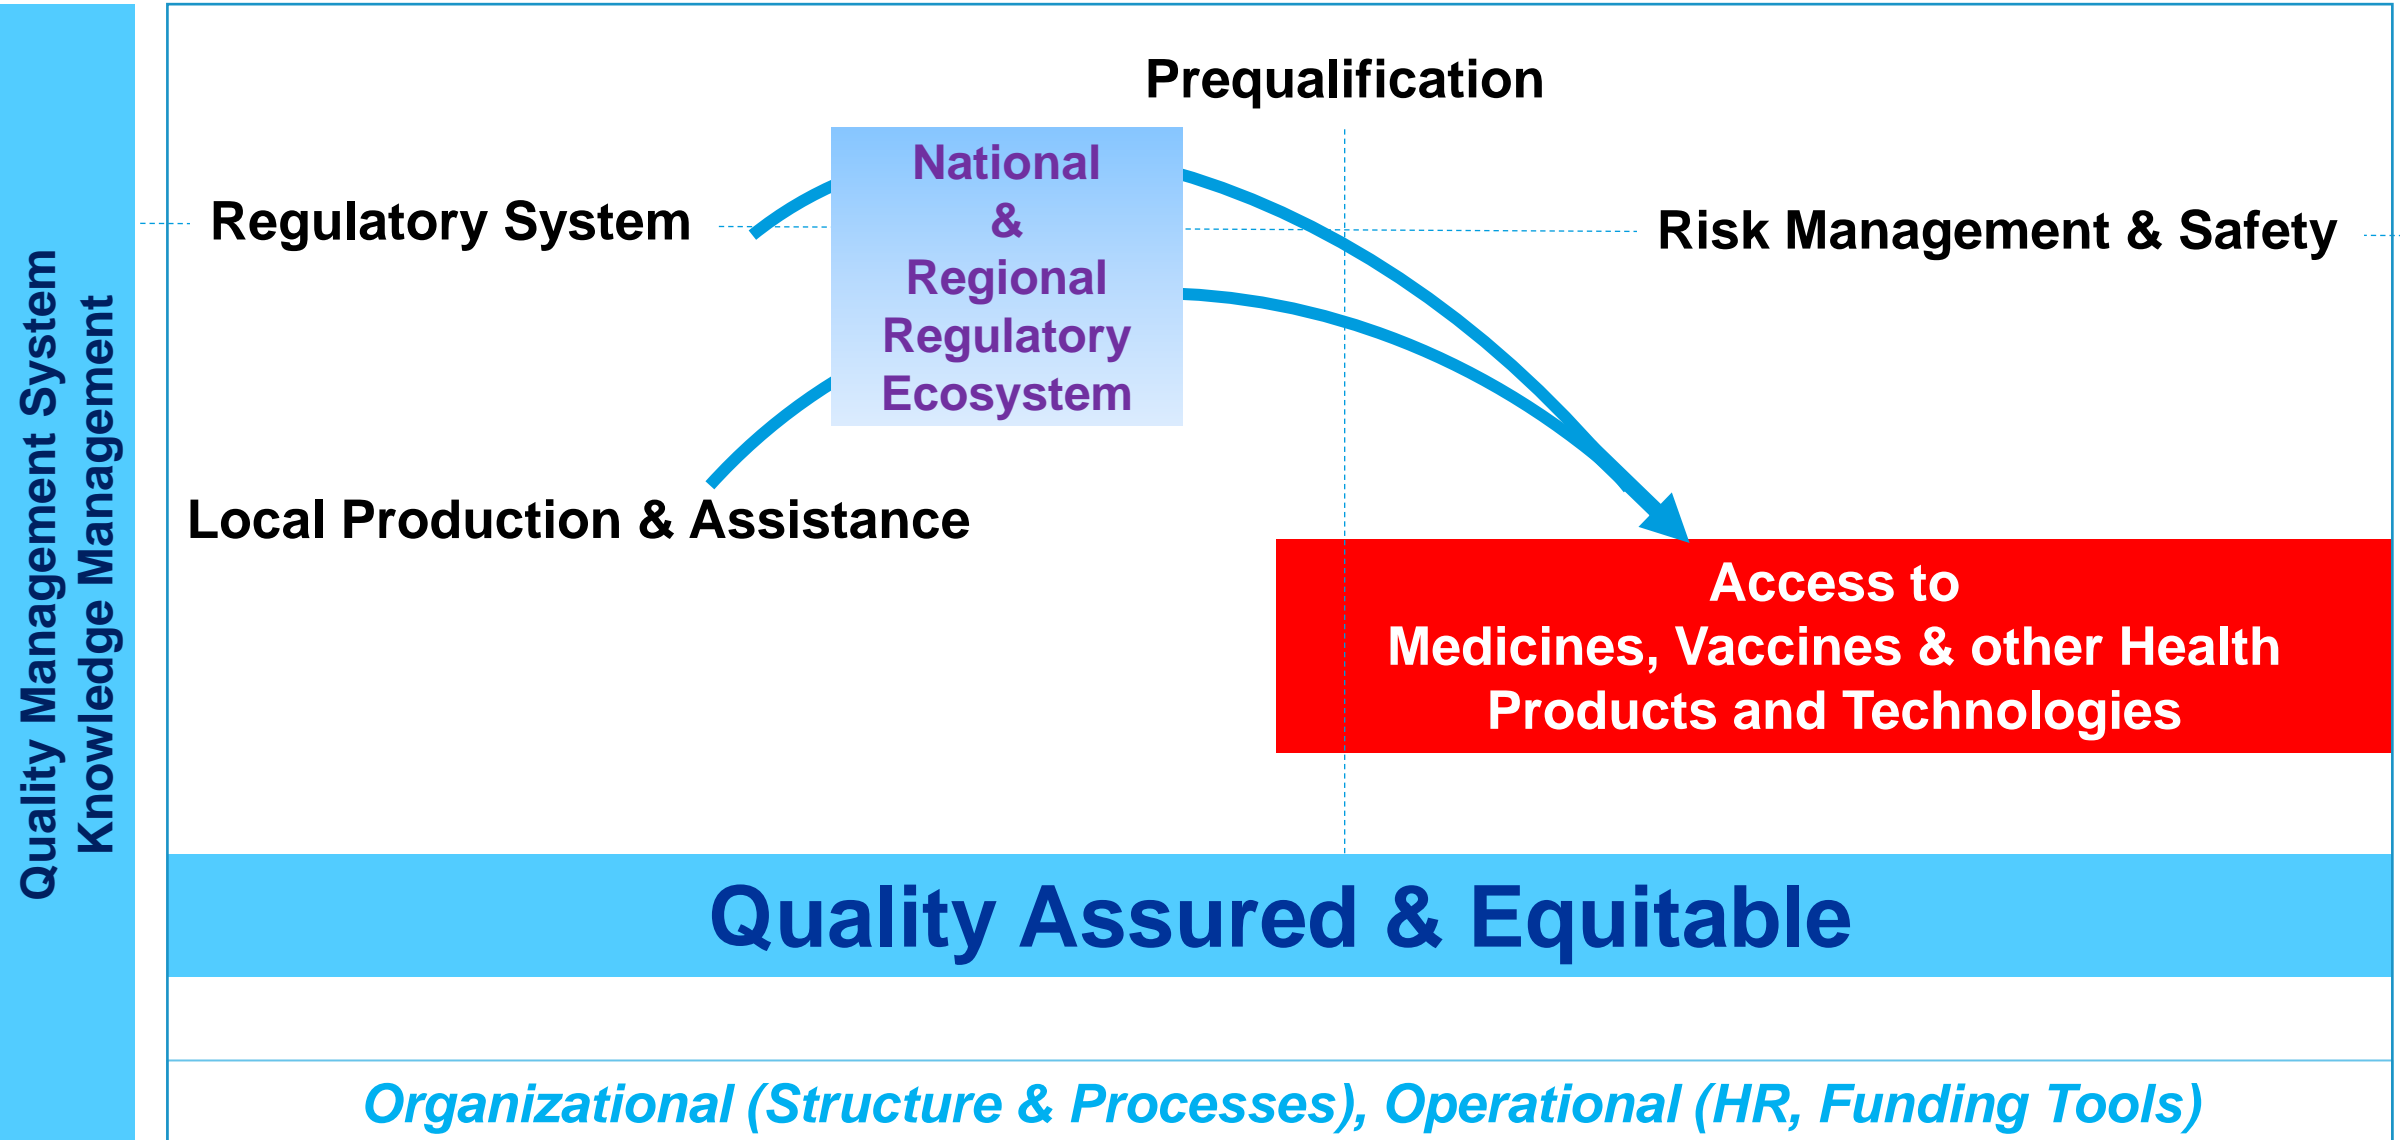 Quality Management System
Knowledge Management
Prequalification
National
&
Regional
Regulatory
Ecosystem
Regulatory System
Risk Management & Safety
Local Production & Assistance
Access to
Medicines, Vaccines & other Health
Products and Technologies
Quality Assured & Equitable
Organizational (Structure & Processes), Operational (HR, Funding Tools)